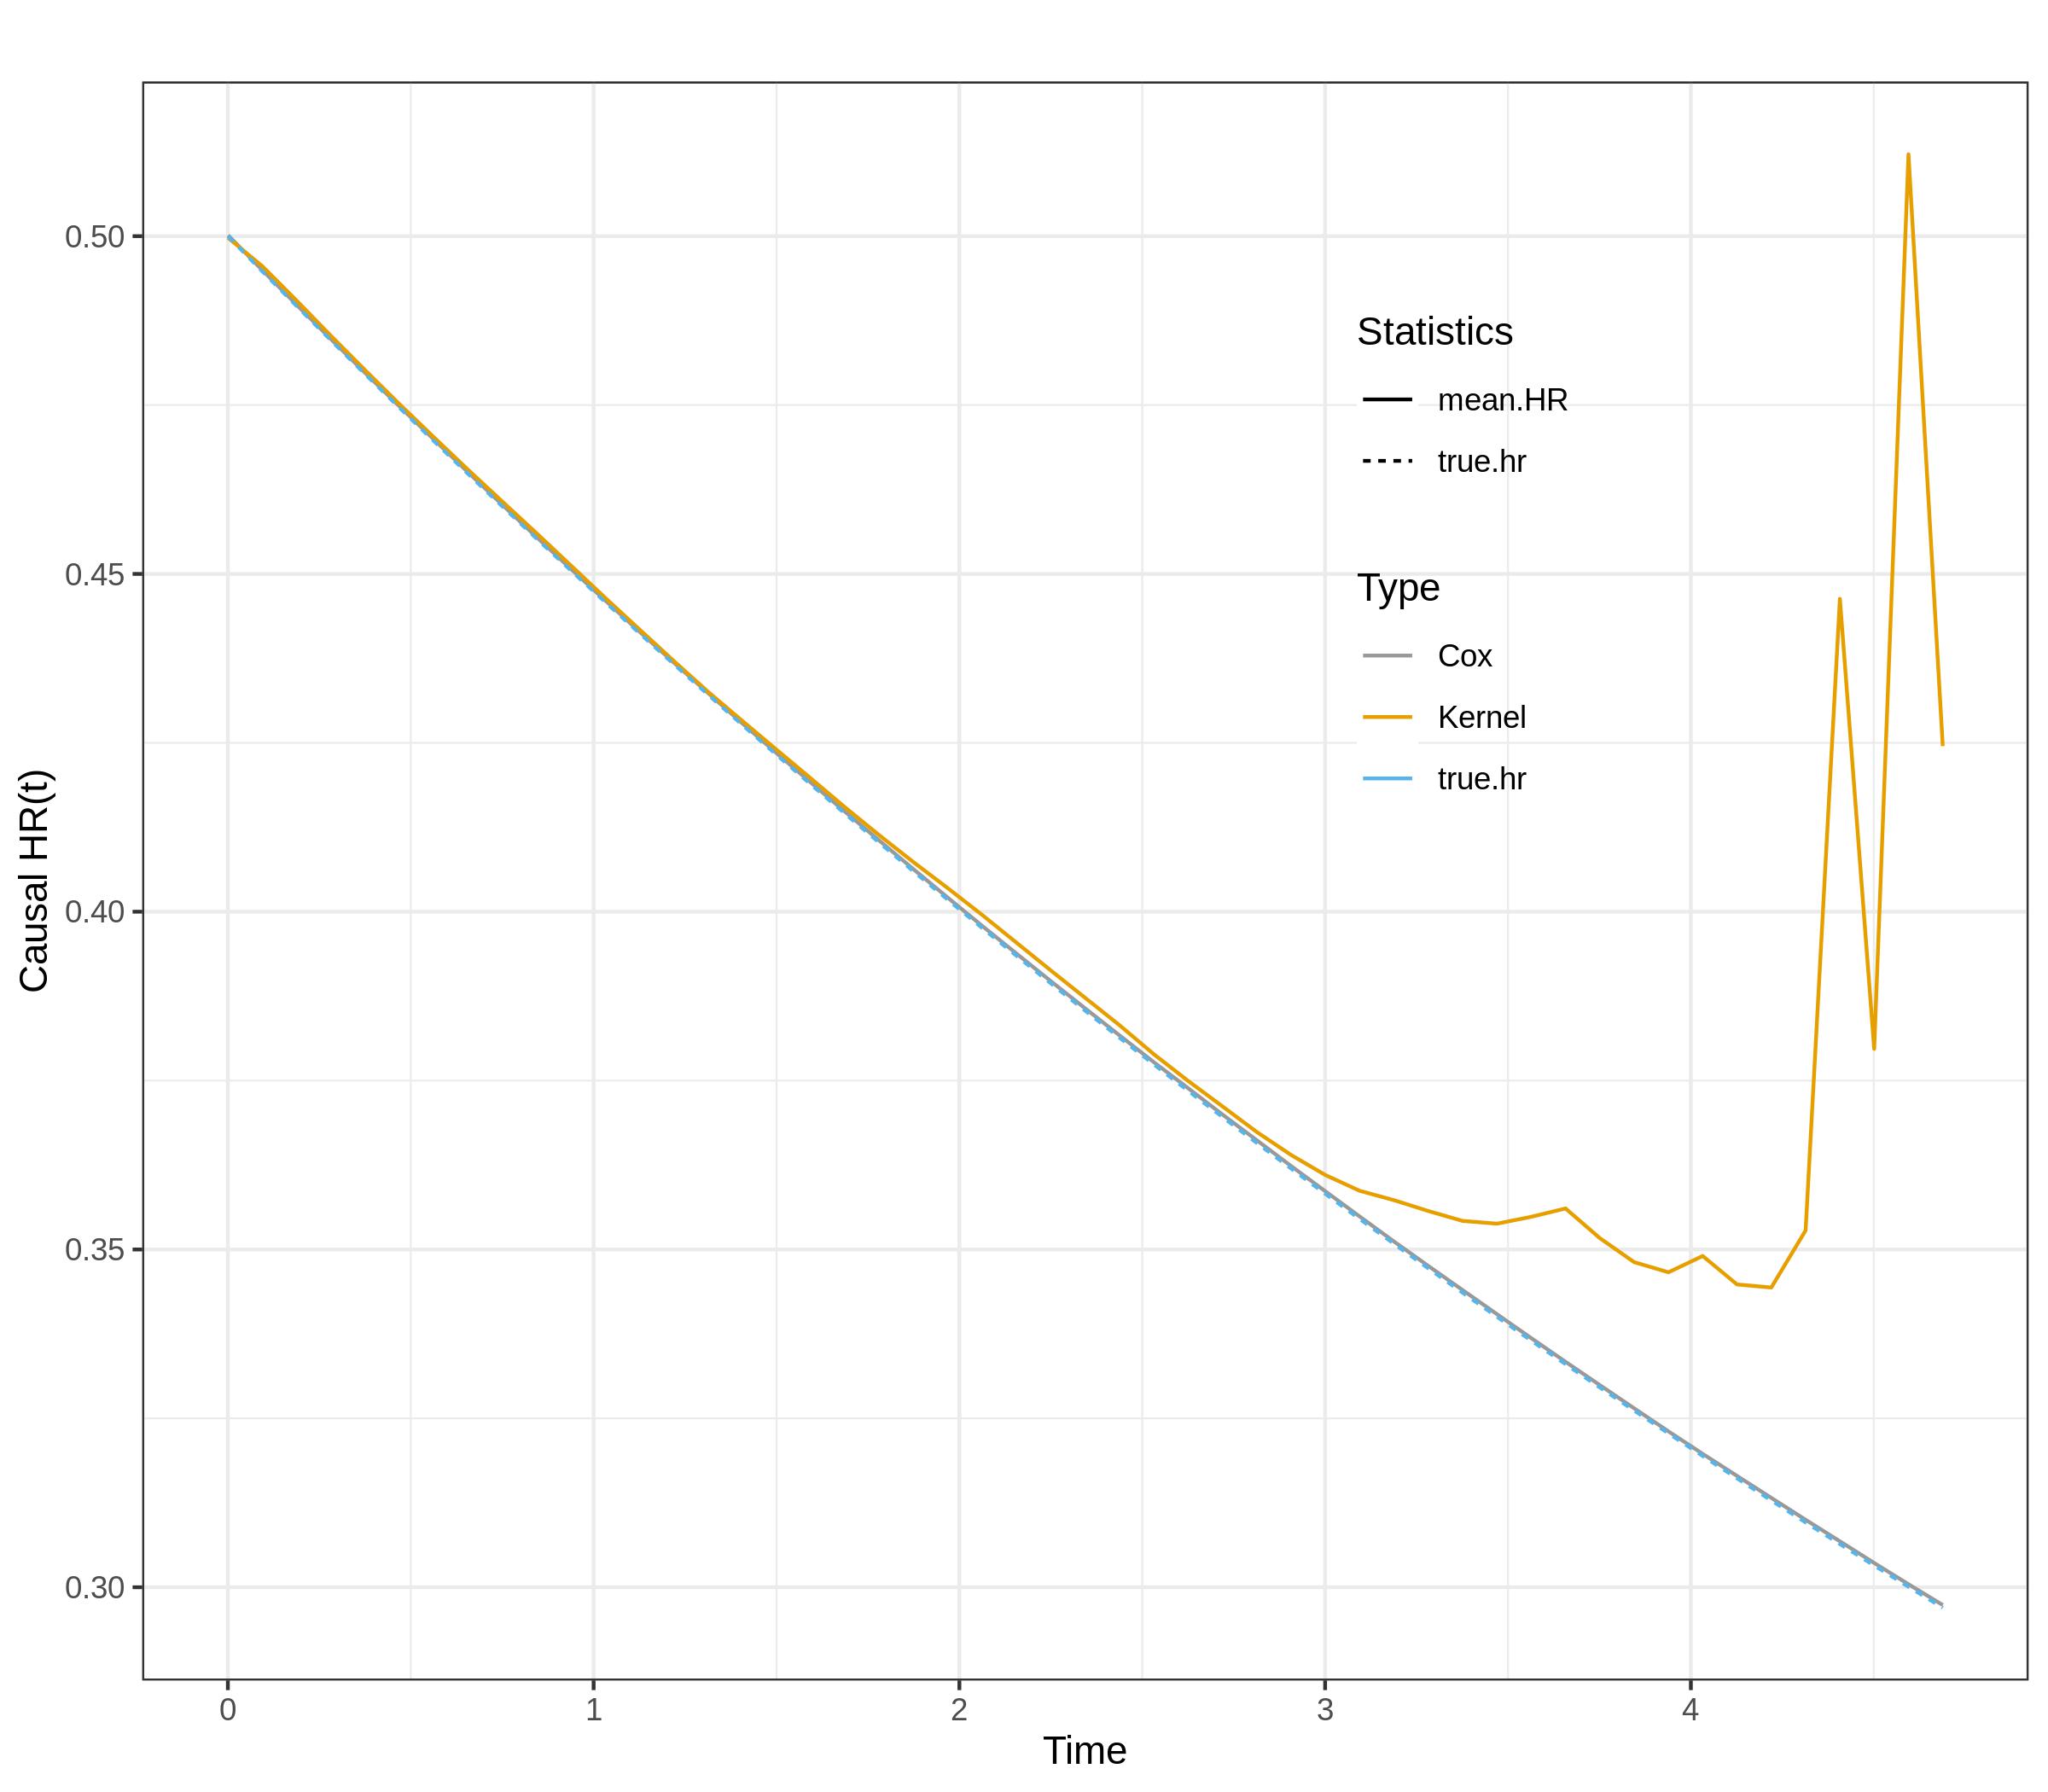 Causal HR(t)
0.50
0.45
0.40
0.35
0.30
Statistics
mean.HR
true.hr
Type
Cox
Kernel
true.hr
0 1 2 3 4
Time